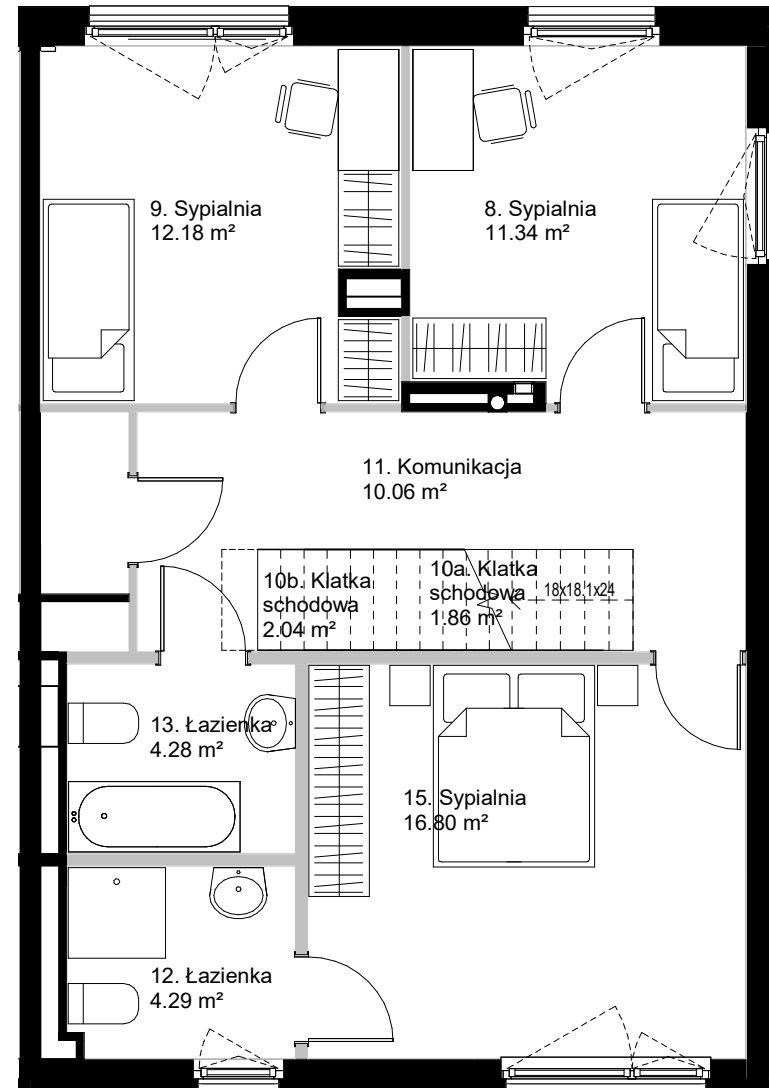 9. Sypialnia
12.18 m²
8. Sypialnia
11.34 m²
11. Komunikacja
10.06 m²
10b. Klatka
schodowa
2.04 m²
10a. Klatka
schodowa
1.86 m²
18x18.1x24
13. Łazienka
4.28 m²
15. Sypialnia
16.80 m²
12. Łazienka
4.29 m²